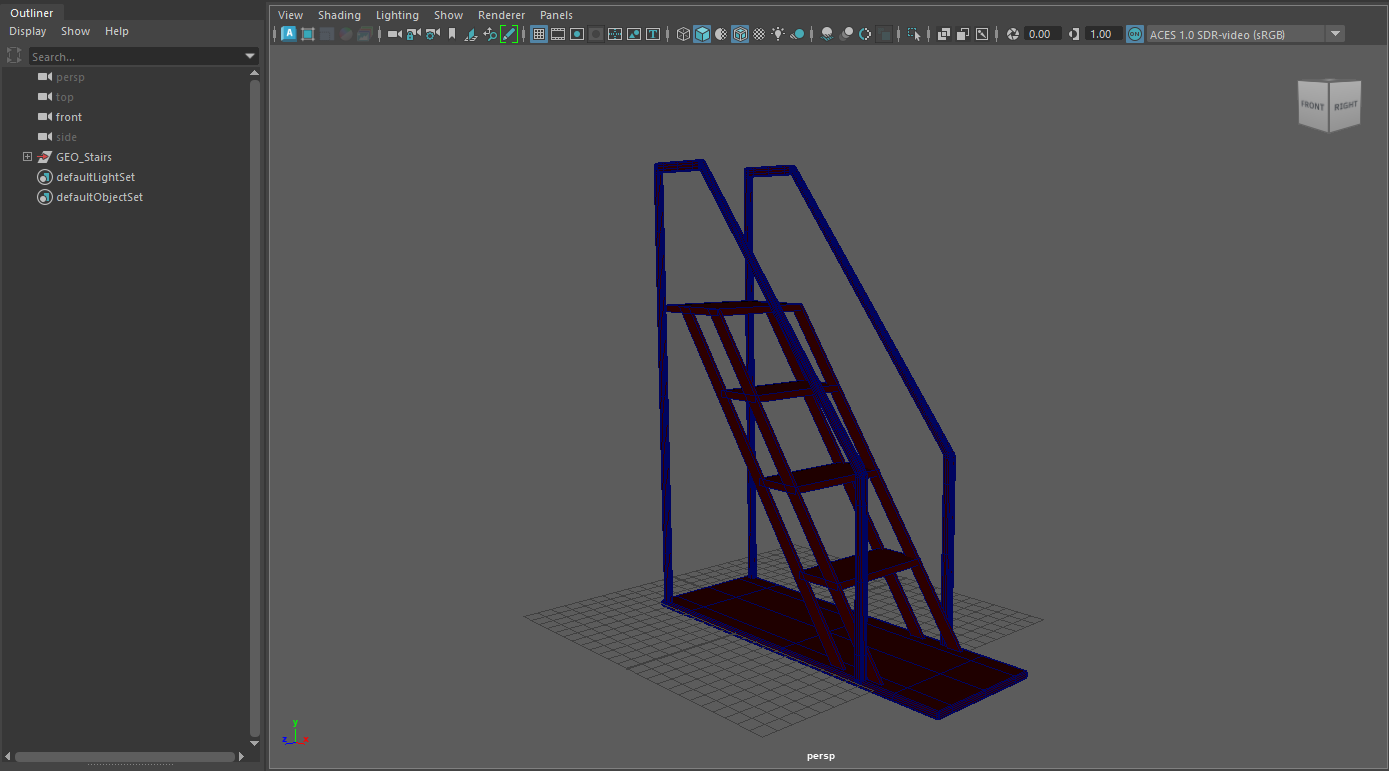 Outliner
Display Show Help
Search...
persp
top
front
side
GEO_Stairs
defaultLightSet
defaultObjectSet
View Shading Lighting Show Renderer Panels
A T 0.00 1.00 ON ACES 1.0 SDR-video (sRGB)
FRONT RIGHT
y
z x
persp